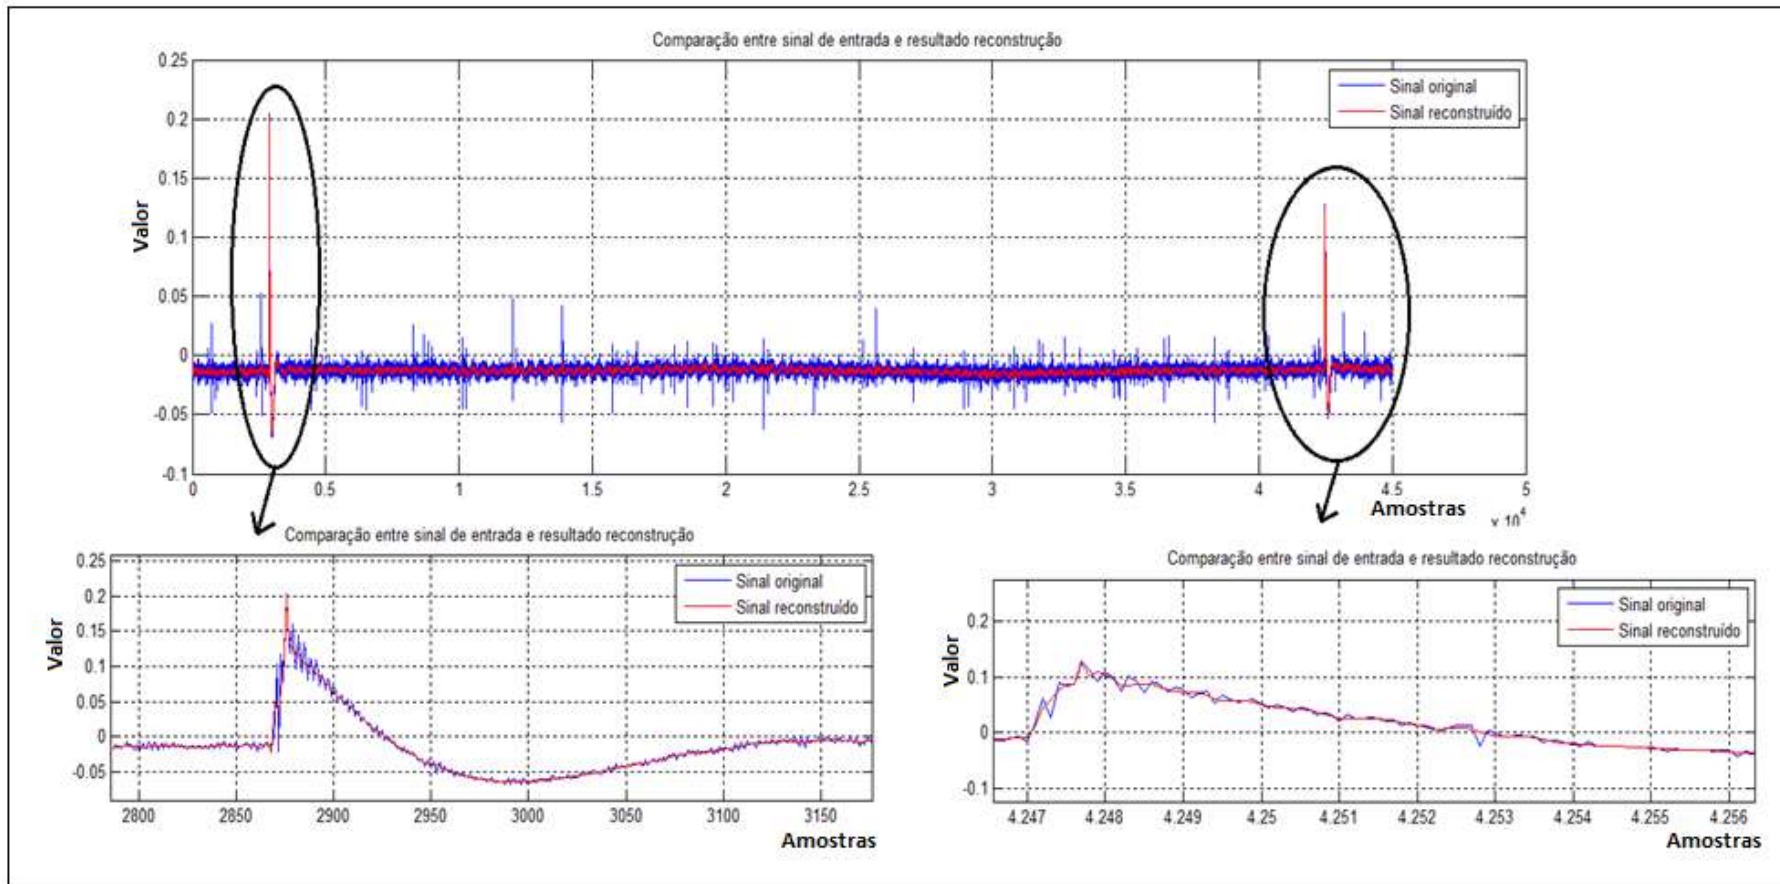 Comparação entre sinal de entrada e resultado reconstrução
0.25
0.2
0.15
0.1
0.05
0
-0.05
-0.1
Valor
Sinal original
Sinal reconstruído
0 0.5 1 1.5 2 2.5 3 3.5 4 4.5 5
Amostras
x 10⁴
Comparação entre sinal de entrada e resultado reconstrução
0.25
0.2
0.15
0.1
0.05
0
-0.05
Valor
Sinal original
Sinal reconstruído
2800 2850 2900 2950 3000 3050 3100 3150
Amostras
Comparação entre sinal de entrada e resultado reconstrução
0.2
0.1
0
-0.1
Valor
Sinal original
Sinal reconstruído
4.247 4.248 4.249 4.25 4.251 4.252 4.253 4.254 4.255 4.256
Amostras